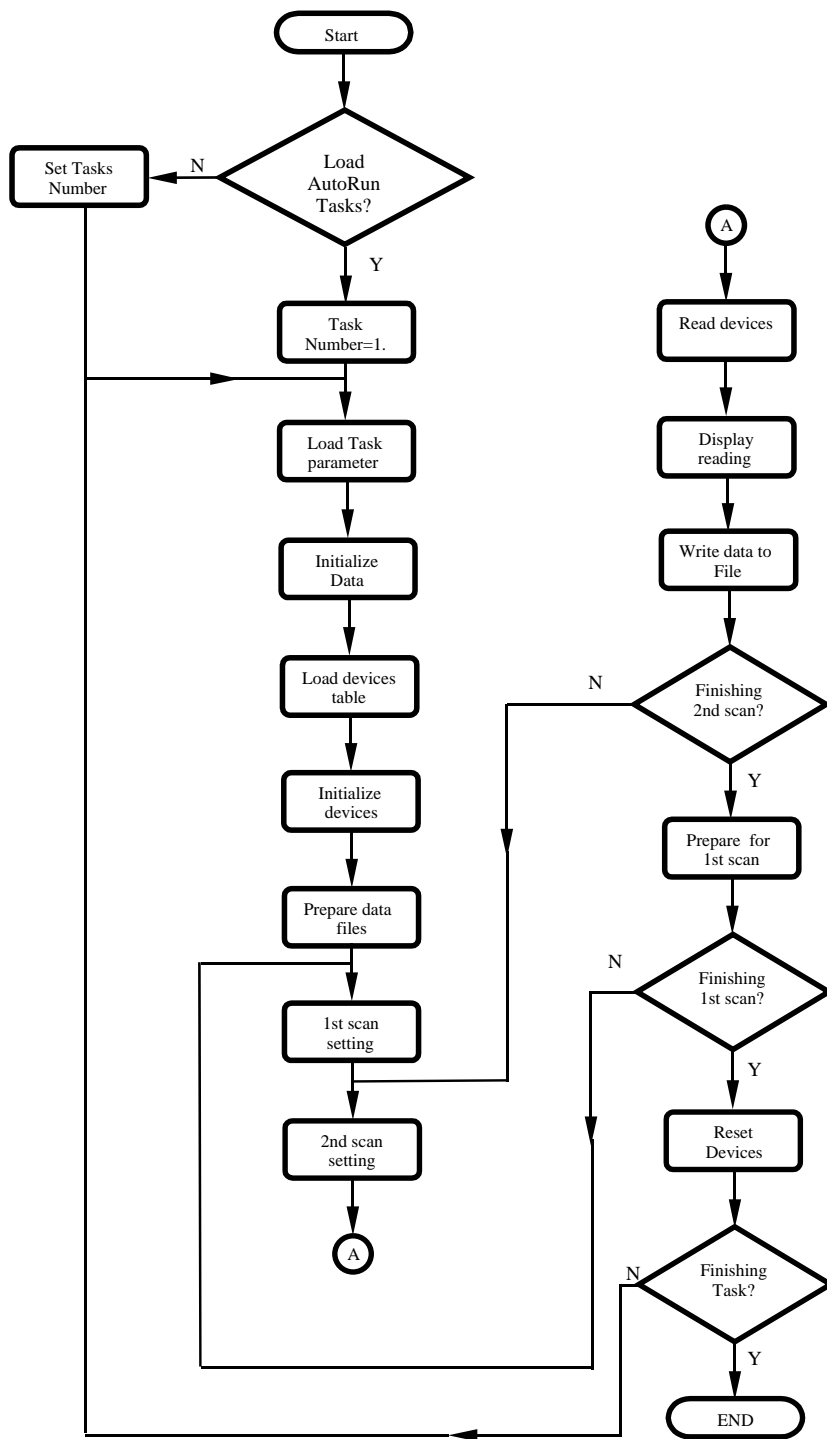 Start
Load
AutoRun
Tasks?
N
Set Tasks
Number
Y
Task
Number=1.
Load Task
parameter
Initialize
Data
Load devices
table
Initialize
devices
Prepare data
files
1st scan
setting
2nd scan
setting
A
A
Read devices
Display
reading
Write data to
File
Finishing
2nd scan?
N
Y
Prepare for
1st scan
Finishing
1st scan?
N
Y
Reset
Devices
Finishing
Task?
N
Y
END